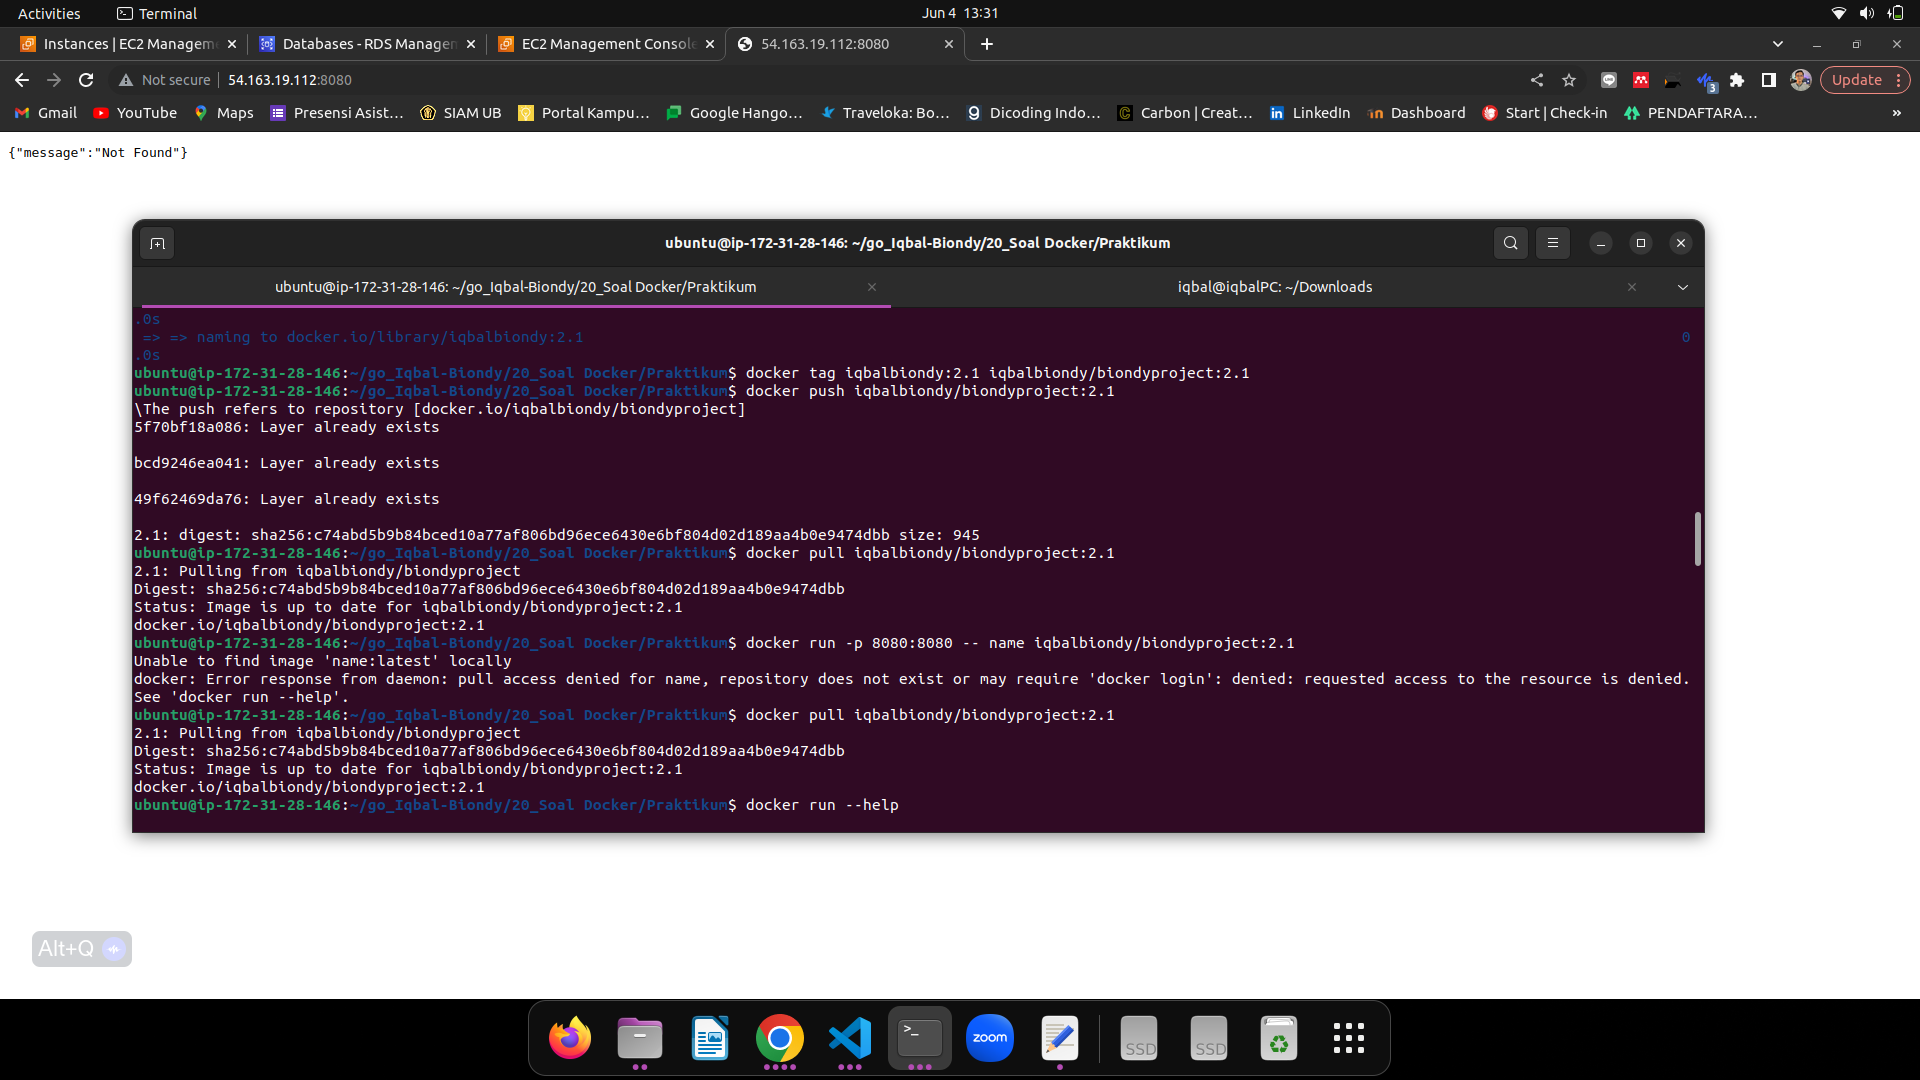 Activities
Terminal
Jun 4 13:31
Instances | EC2 Managem
Databases - RDS Managem
EC2 Management Console
54.163.19.112:8080
Not secure
54.163.19.112:8080
3
Update
Gmail
YouTube
Maps
Presensi Asist...
SIAM UB
Portal Kampu...
Google Hango...
Traveloka: Bo...
Dicoding Indo...
Carbon | Creat...
LinkedIn
Dashboard
Start | Check-in
PENDAFTARA...
»
{"message":"Not Found"}
ubuntu@ip-172-31-28-146: ~/go_Iqbal-Biondy/20_Soal Docker/Praktikum
ubuntu@ip-172-31-28-146: ~/go_Iqbal-Biondy/20_Soal Docker/Praktikum
iqbal@iqbalPC: ~/Downloads
.0s
=> => naming to docker.io/library/iqbalbiondy:2.1 0
.0s
ubuntu@ip-172-31-28-146:~/go_Iqbal-Biondy/20_Soal Docker/Praktikum$ docker tag iqbalbiondy:2.1 iqbalbiondy/biondyproject:2.1
ubuntu@ip-172-31-28-146:~/go_Iqbal-Biondy/20_Soal Docker/Praktikum$ docker push iqbalbiondy/biondyproject:2.1
\The push refers to repository [docker.io/iqbalbiondy/biondyproject]
5f70bf18a086: Layer already exists
bcd9246ea041: Layer already exists
49f62469da76: Layer already exists
2.1: digest: sha256:c74abd5b9b84bced10a77af806bd96ece6430e6bf804d02d189aa4b0e9474dbb size: 945
ubuntu@ip-172-31-28-146:~/go_Iqbal-Biondy/20_Soal Docker/Praktikum$ docker pull iqbalbiondy/biondyproject:2.1
2.1: Pulling from iqbalbiondy/biondyproject
Digest: sha256:c74abd5b9b84bced10a77af806bd96ece6430e6bf804d02d189aa4b0e9474dbb
Status: Image is up to date for iqbalbiondy/biondyproject:2.1
docker.io/iqbalbiondy/biondyproject:2.1
ubuntu@ip-172-31-28-146:~/go_Iqbal-Biondy/20_Soal Docker/Praktikum$ docker run -p 8080:8080 -- name iqbalbiondy/biondyproject:2.1
Unable to find image 'name:latest' locally
docker: Error response from daemon: pull access denied for name, repository does not exist or may require 'docker login': denied: requested access to the resource is denied.
See 'docker run --help'.
ubuntu@ip-172-31-28-146:~/go_Iqbal-Biondy/20_Soal Docker/Praktikum$ docker pull iqbalbiondy/biondyproject:2.1
2.1: Pulling from iqbalbiondy/biondyproject
Digest: sha256:c74abd5b9b84bced10a77af806bd96ece6430e6bf804d02d189aa4b0e9474dbb
Status: Image is up to date for iqbalbiondy/biondyproject:2.1
docker.io/iqbalbiondy/biondyproject:2.1
ubuntu@ip-172-31-28-146:~/go_Iqbal-Biondy/20_Soal Docker/Praktikum$ docker run --help
Alt+Q
zoom
SSD
SSD